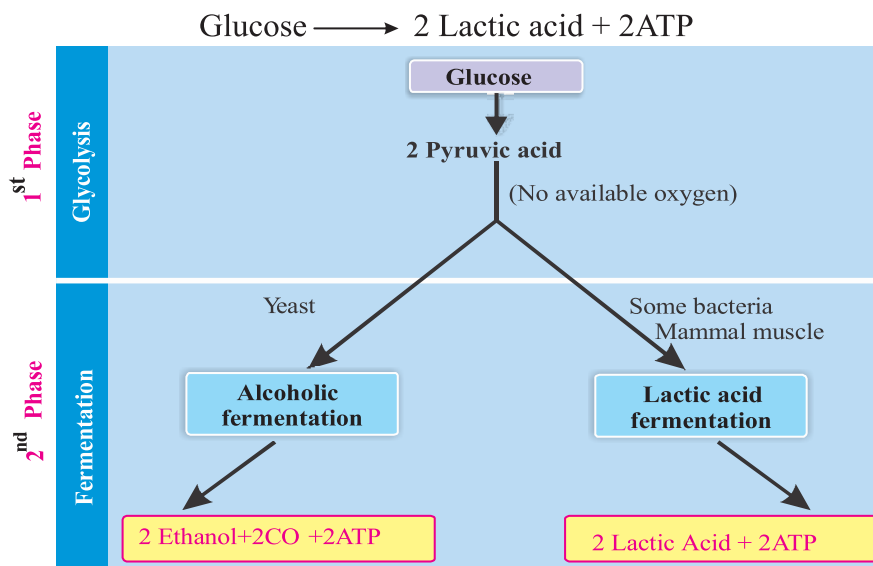 Glucose ⟶ 2 Lactic acid + 2ATP
1st Phase
Glycolysis
Glucose
2 Pyruvic acid
(No available oxygen)
2nd Phase
Fermentation
Yeast
Some bacteria
Mammal muscle
Alcoholic
fermentation
Lactic acid
fermentation
2 Ethanol+2CO +2ATP
2 Lactic Acid + 2ATP